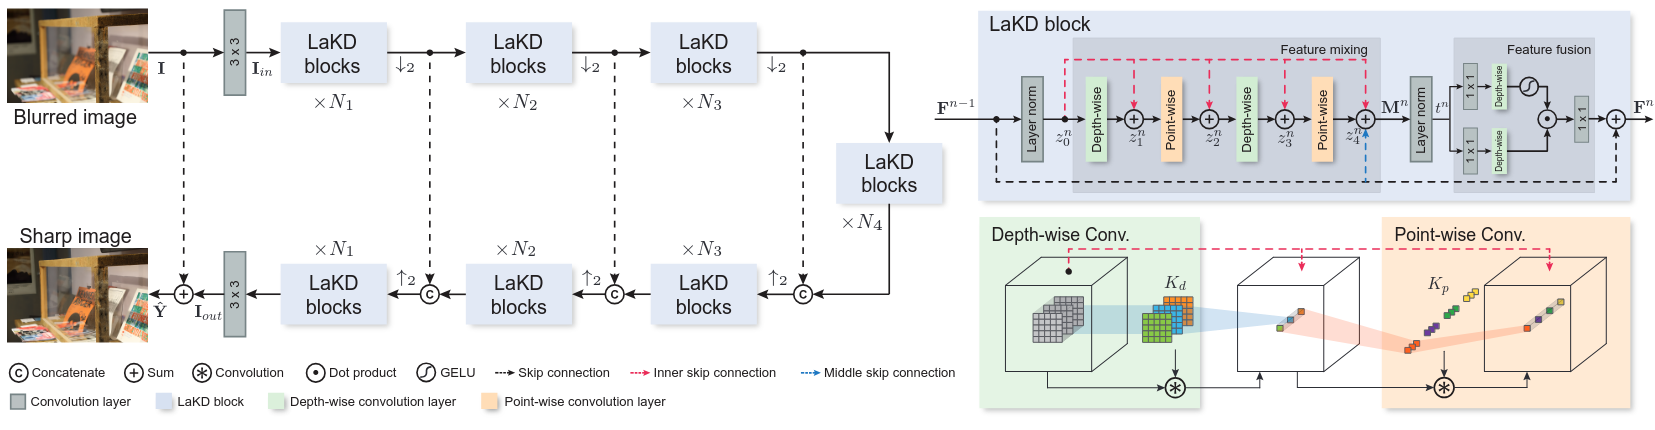 I
3 x 3
I_in
LaKD
blocks
↓2
LaKD
blocks
↓2
LaKD
blocks
↓2
×N1
×N2
×N3
Blurred image
LaKD
blocks
×N4
Sharp image
×N1
×N2
×N3
Ŷ
I_out
3 x 3
LaKD
blocks
↑2
C
LaKD
blocks
↑2
C
LaKD
blocks
↑2
C
C Concatenate
Sum
Convolution
Dot product
GELU
Skip connection
Inner skip connection
Middle skip connection
Convolution layer
LaKD block
Depth-wise convolution layer
Point-wise convolution layer
LaKD block
Feature mixing
Feature fusion
F^{n-1}
Layer norm
z_0^n
Depth-wise
z_1^n
Point-wise
z_2^n
Depth-wise
z_3^n
Point-wise
z_4^n
M^n
Layer norm
t^n
1 x 1
Depth-wise
1 x 1
Depth-wise
1 x 1
F^n
Depth-wise Conv.
K_d
Point-wise Conv.
K_p